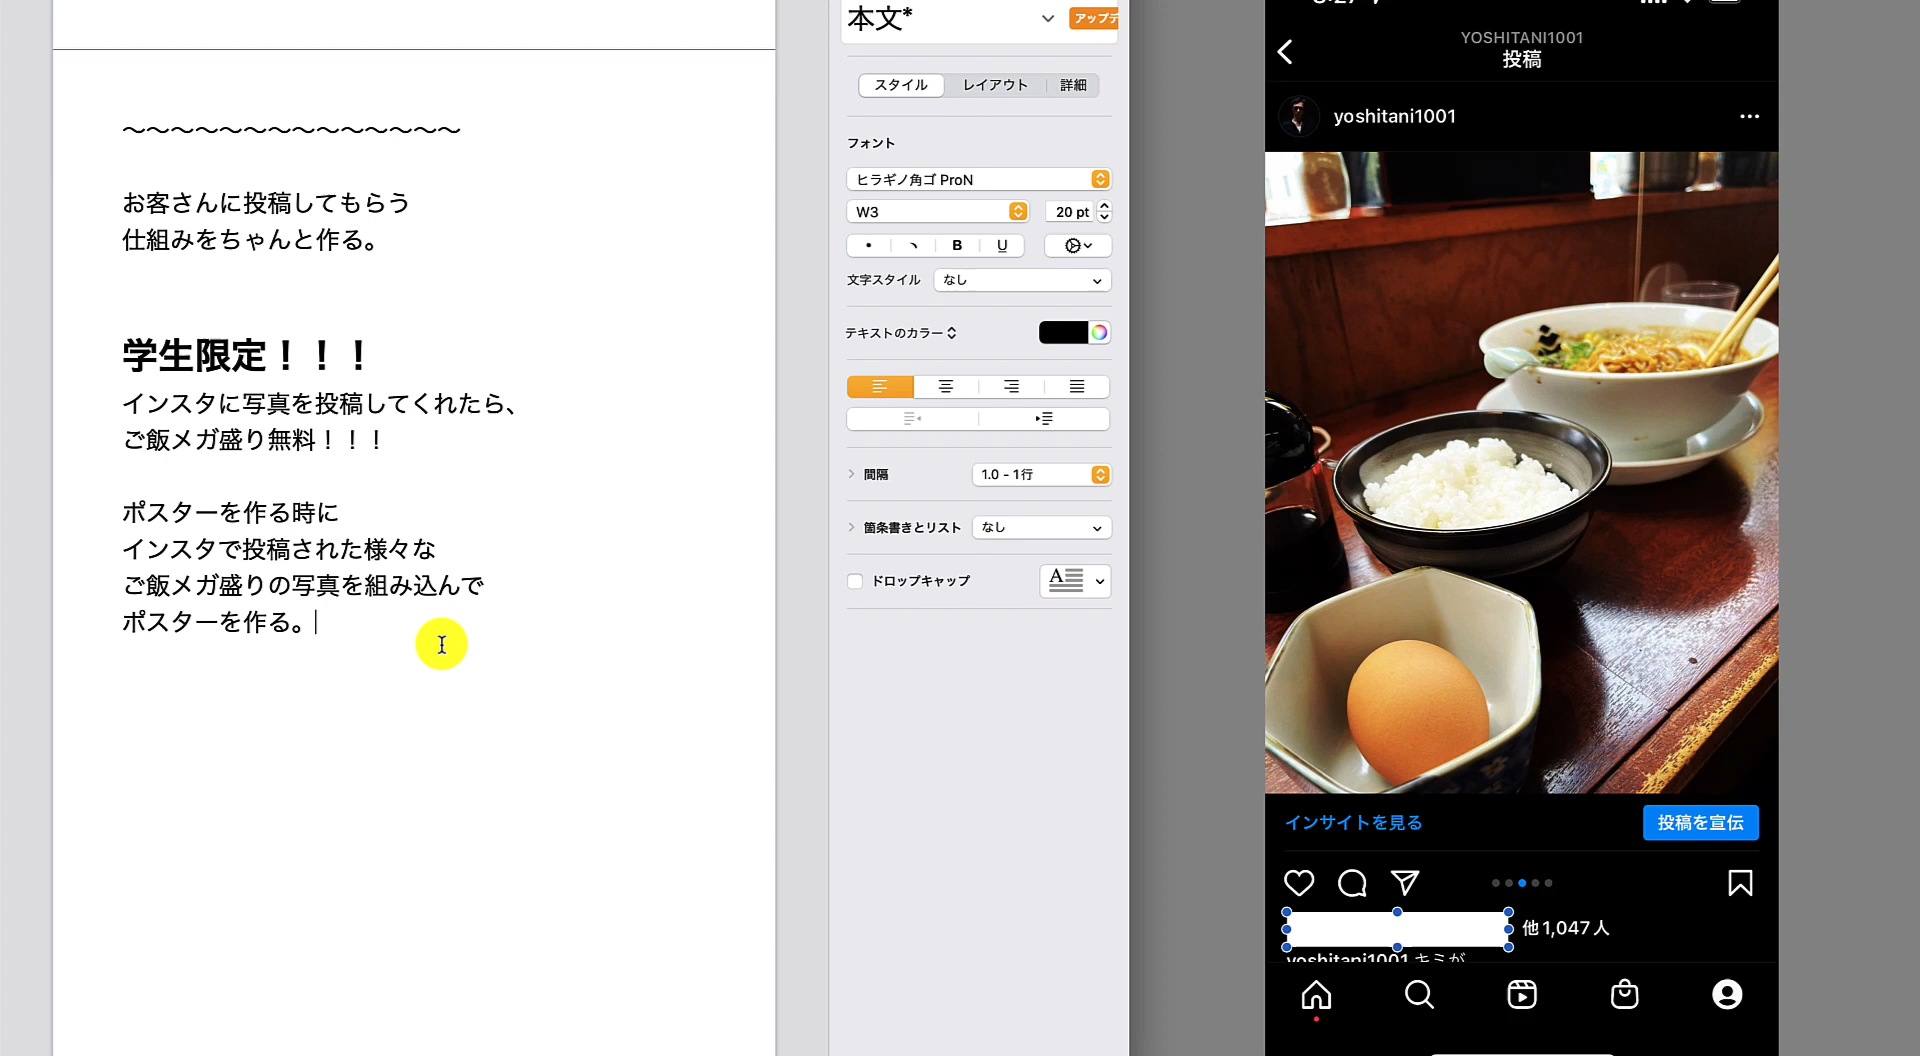 〜〜〜〜〜〜〜〜〜〜〜〜〜〜
お客さんに投稿してもらう
仕組みをちゃんと作る。
学生限定！！！
インスタに写真を投稿してくれたら、
ご飯メガ盛り無料！！！
ポスターを作る時に
インスタで投稿された様々な
ご飯メガ盛りの写真を組み込んで
ポスターを作る。
本文*
アップデ
スタイル
レイアウト
詳細
フォント
ヒラギノ角ゴ ProN
W3
20 pt
B
U
文字スタイル
なし
テキストのカラー
間隔
1.0 - 1行
箇条書きとリスト
なし
ドロップキャップ
A
YOSHITANI1001
投稿
yoshitani1001
インサイトを見る
投稿を宣伝
他1,047人
yoshitani1001 キミが